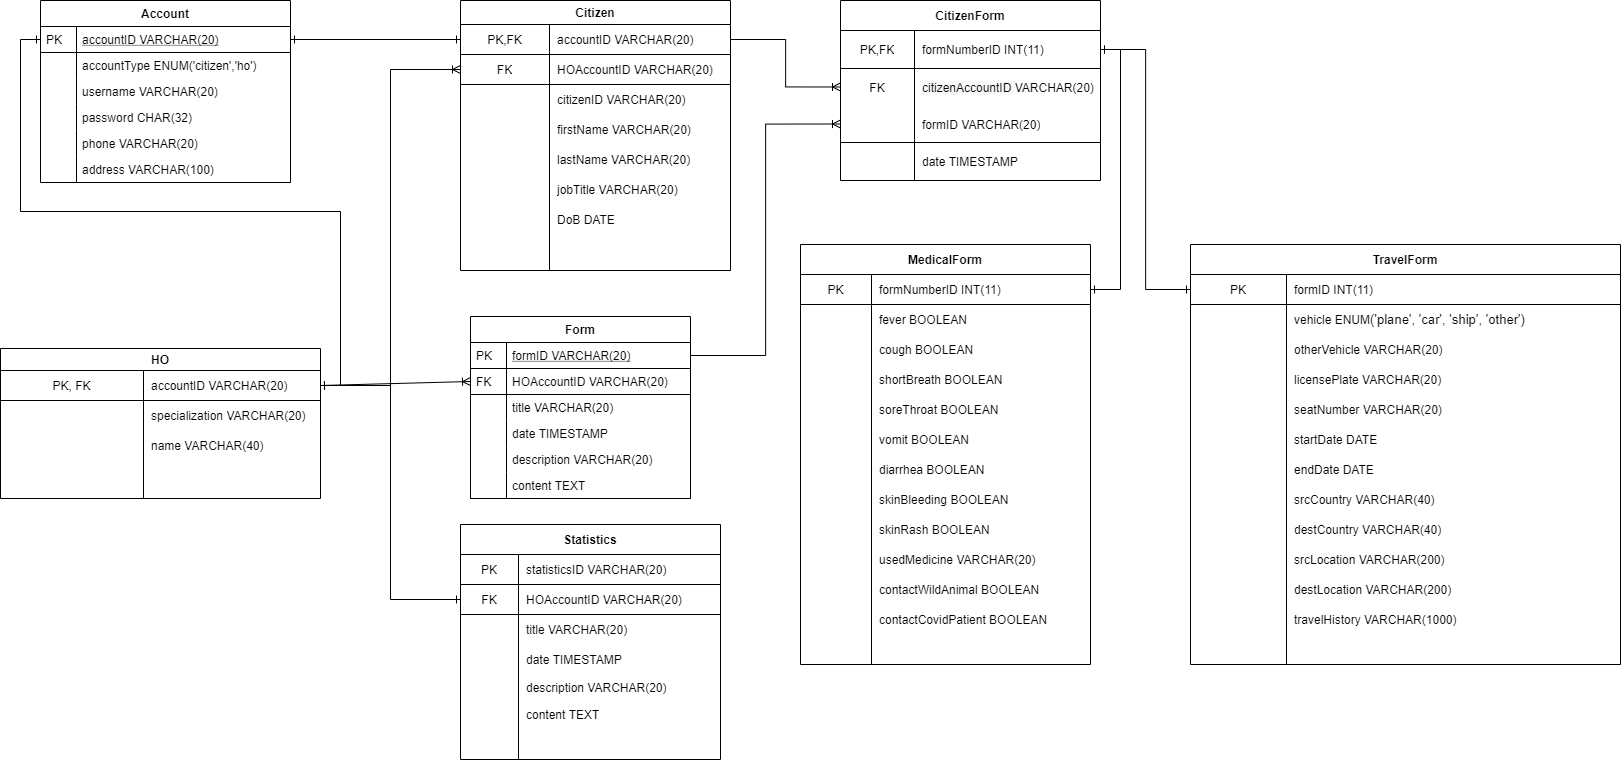 Account
PK accountID VARCHAR(20)
accountType ENUM('citizen','ho')
username VARCHAR(20)
password CHAR(32)
phone VARCHAR(20)
address VARCHAR(100)
Citizen
PK,FK accountID VARCHAR(20)
FK HOAccountID VARCHAR(20)
citizenID VARCHAR(20)
firstName VARCHAR(20)
lastName VARCHAR(20)
jobTitle VARCHAR(20)
DoB DATE
CitizenForm
PK,FK formNumberID INT(11)
FK citizenAccountID VARCHAR(20)
formID VARCHAR(20)
date TIMESTAMP
MedicalForm
PK formNumberID INT(11)
fever BOOLEAN
cough BOOLEAN
shortBreath BOOLEAN
soreThroat BOOLEAN
vomit BOOLEAN
diarrhea BOOLEAN
skinBleeding BOOLEAN
skinRash BOOLEAN
usedMedicine VARCHAR(20)
contactWildAnimal BOOLEAN
contactCovidPatient BOOLEAN
TravelForm
PK formID INT(11)
vehicle ENUM('plane', 'car', 'ship', 'other')
otherVehicle VARCHAR(20)
licensePlate VARCHAR(20)
seatNumber VARCHAR(20)
startDate DATE
endDate DATE
srcCountry VARCHAR(40)
destCountry VARCHAR(40)
srcLocation VARCHAR(200)
destLocation VARCHAR(200)
travelHistory VARCHAR(1000)
HO
PK, FK accountID VARCHAR(20)
specialization VARCHAR(20)
name VARCHAR(40)
Form
PK formID VARCHAR(20)
FK HOAccountID VARCHAR(20)
title VARCHAR(20)
date TIMESTAMP
description VARCHAR(20)
content TEXT
Statistics
PK statisticsID VARCHAR(20)
FK HOAccountID VARCHAR(20)
title VARCHAR(20)
date TIMESTAMP
description VARCHAR(20)
content TEXT